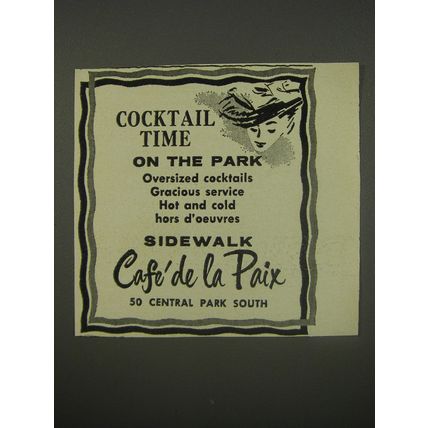 COCKTAIL
TIME
ON THE PARK
Oversized cocktails
Gracious service
Hot and cold
hors d'oeuvres
SIDEWALK
Café de la Paix
50 CENTRAL PARK SOUTH